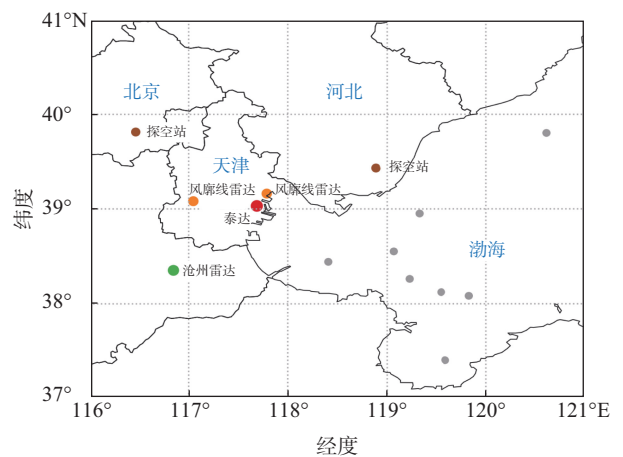 41°N
北京
河北
40°
探空站
探空站
天津
风廓线雷达
风廓线雷达
39°
泰达
纬度
渤海
沧州雷达
38°
37°
116°
117°
118°
119°
120°
121°E
经度